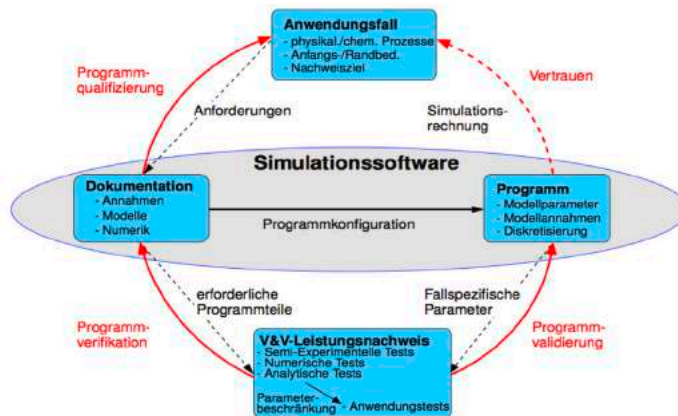 Anwendungsfall
- physikal./chem. Prozesse
- Anfangs-/Randbed.
- Nachweisziel
Programm-
qualifizierung
Vertrauen
Anforderungen
Simulations-
rechnung
Simulationssoftware
Dokumentation
- Annahmen
- Modelle
- Numerik
Programmkonfiguration
Programm
- Modellparameter
- Modellannahmen
- Diskretisierung
erforderliche
Programmteile
Fallspezifische
Parameter
Programm-
verifikation
Programm-
validierung
V&V-Leistungsnachweis
- Semi-Experimentelle Tests
- Numerische Tests
- Analytische Tests
Parameter-
beschränkung
- Anwendungstests